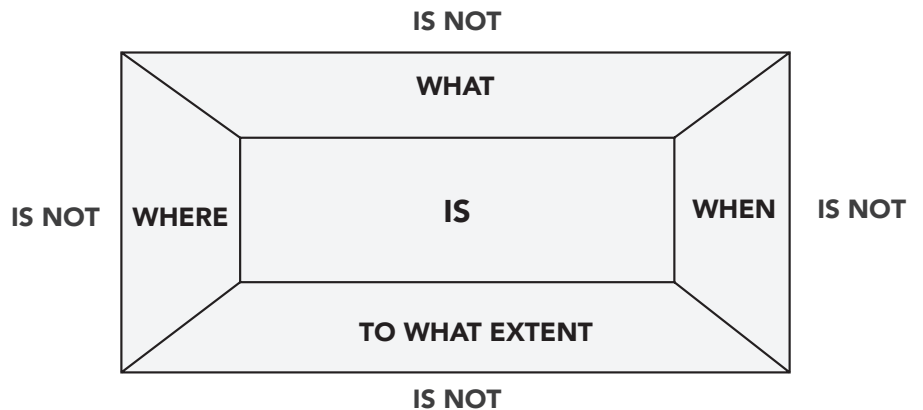 IS NOT
WHAT
IS NOT
WHERE
IS
WHEN
IS NOT
TO WHAT EXTENT
IS NOT